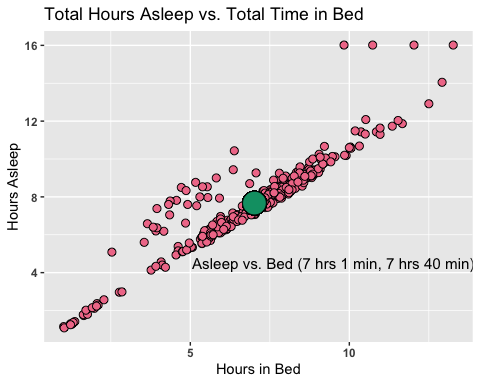 Total Hours Asleep vs. Total Time in Bed
16
12
8
4
Hours Asleep
Asleep vs. Bed (7 hrs 1 min, 7 hrs 40 min)
5
10
Hours in Bed